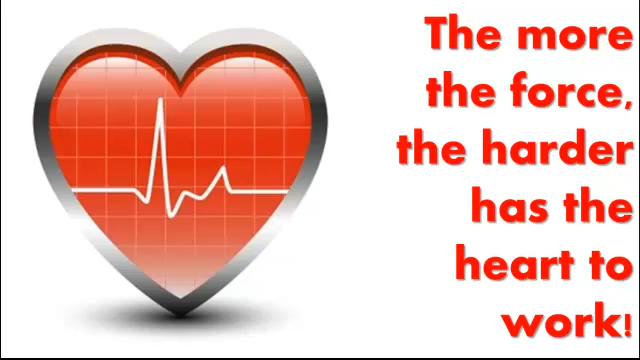 The more
the force,
the harder
has the
heart to
work!